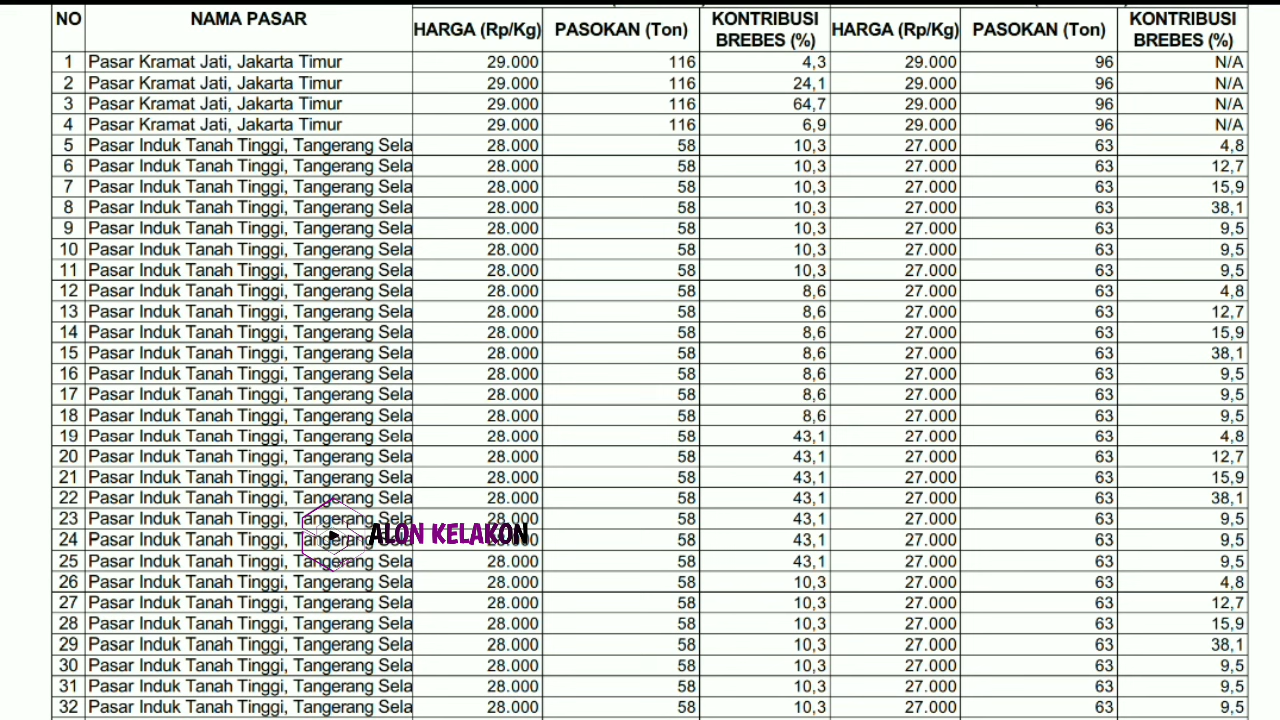 NO NAMA PASAR HARGA (Rp/Kg) PASOKAN (Ton) KONTRIBUSI BREBES (%) HARGA (Rp/Kg) PASOKAN (Ton) KONTRIBUSI BREBES (%)
1 Pasar Kramat Jati, Jakarta Timur 29.000 116 4,3 29.000 96 N/A
2 Pasar Kramat Jati, Jakarta Timur 29.000 116 24,1 29.000 96 N/A
3 Pasar Kramat Jati, Jakarta Timur 29.000 116 64,7 29.000 96 N/A
4 Pasar Kramat Jati, Jakarta Timur 29.000 116 6,9 29.000 96 N/A
5 Pasar Induk Tanah Tinggi, Tangerang Sela 28.000 58 10,3 27.000 63 4,8
6 Pasar Induk Tanah Tinggi, Tangerang Sela 28.000 58 10,3 27.000 63 12,7
7 Pasar Induk Tanah Tinggi, Tangerang Sela 28.000 58 10,3 27.000 63 15,9
8 Pasar Induk Tanah Tinggi, Tangerang Sela 28.000 58 10,3 27.000 63 38,1
9 Pasar Induk Tanah Tinggi, Tangerang Sela 28.000 58 10,3 27.000 63 9,5
10 Pasar Induk Tanah Tinggi, Tangerang Sela 28.000 58 10,3 27.000 63 9,5
11 Pasar Induk Tanah Tinggi, Tangerang Sela 28.000 58 10,3 27.000 63 9,5
12 Pasar Induk Tanah Tinggi, Tangerang Sela 28.000 58 8,6 27.000 63 4,8
13 Pasar Induk Tanah Tinggi, Tangerang Sela 28.000 58 8,6 27.000 63 12,7
14 Pasar Induk Tanah Tinggi, Tangerang Sela 28.000 58 8,6 27.000 63 15,9
15 Pasar Induk Tanah Tinggi, Tangerang Sela 28.000 58 8,6 27.000 63 38,1
16 Pasar Induk Tanah Tinggi, Tangerang Sela 28.000 58 8,6 27.000 63 9,5
17 Pasar Induk Tanah Tinggi, Tangerang Sela 28.000 58 8,6 27.000 63 9,5
18 Pasar Induk Tanah Tinggi, Tangerang Sela 28.000 58 8,6 27.000 63 9,5
19 Pasar Induk Tanah Tinggi, Tangerang Sela 28.000 58 43,1 27.000 63 4,8
20 Pasar Induk Tanah Tinggi, Tangerang Sela 28.000 58 43,1 27.000 63 12,7
21 Pasar Induk Tanah Tinggi, Tangerang Sela 28.000 58 43,1 27.000 63 15,9
22 Pasar Induk Tanah Tinggi, Tangerang Sela 28.000 58 43,1 27.000 63 38,1
23 Pasar Induk Tanah Tinggi, Tangerang Sela 28.000 58 43,1 27.000 63 9,5
ALON KELAKON
24 Pasar Induk Tanah Tinggi, Tangerang 58 43,1 27.000 63 9,5
25 Pasar Induk Tanah Tinggi, Tangerang Sela 28.000 58 43,1 27.000 63 9,5
26 Pasar Induk Tanah Tinggi, Tangerang Sela 28.000 58 10,3 27.000 63 4,8
27 Pasar Induk Tanah Tinggi, Tangerang Sela 28.000 58 10,3 27.000 63 12,7
28 Pasar Induk Tanah Tinggi, Tangerang Sela 28.000 58 10,3 27.000 63 15,9
29 Pasar Induk Tanah Tinggi, Tangerang Sela 28.000 58 10,3 27.000 63 38,1
30 Pasar Induk Tanah Tinggi, Tangerang Sela 28.000 58 10,3 27.000 63 9,5
31 Pasar Induk Tanah Tinggi, Tangerang Sela 28.000 58 10,3 27.000 63 9,5
32 Pasar Induk Tanah Tinggi, Tangerang Sela 28.000 58 10,3 27.000 63 9,5